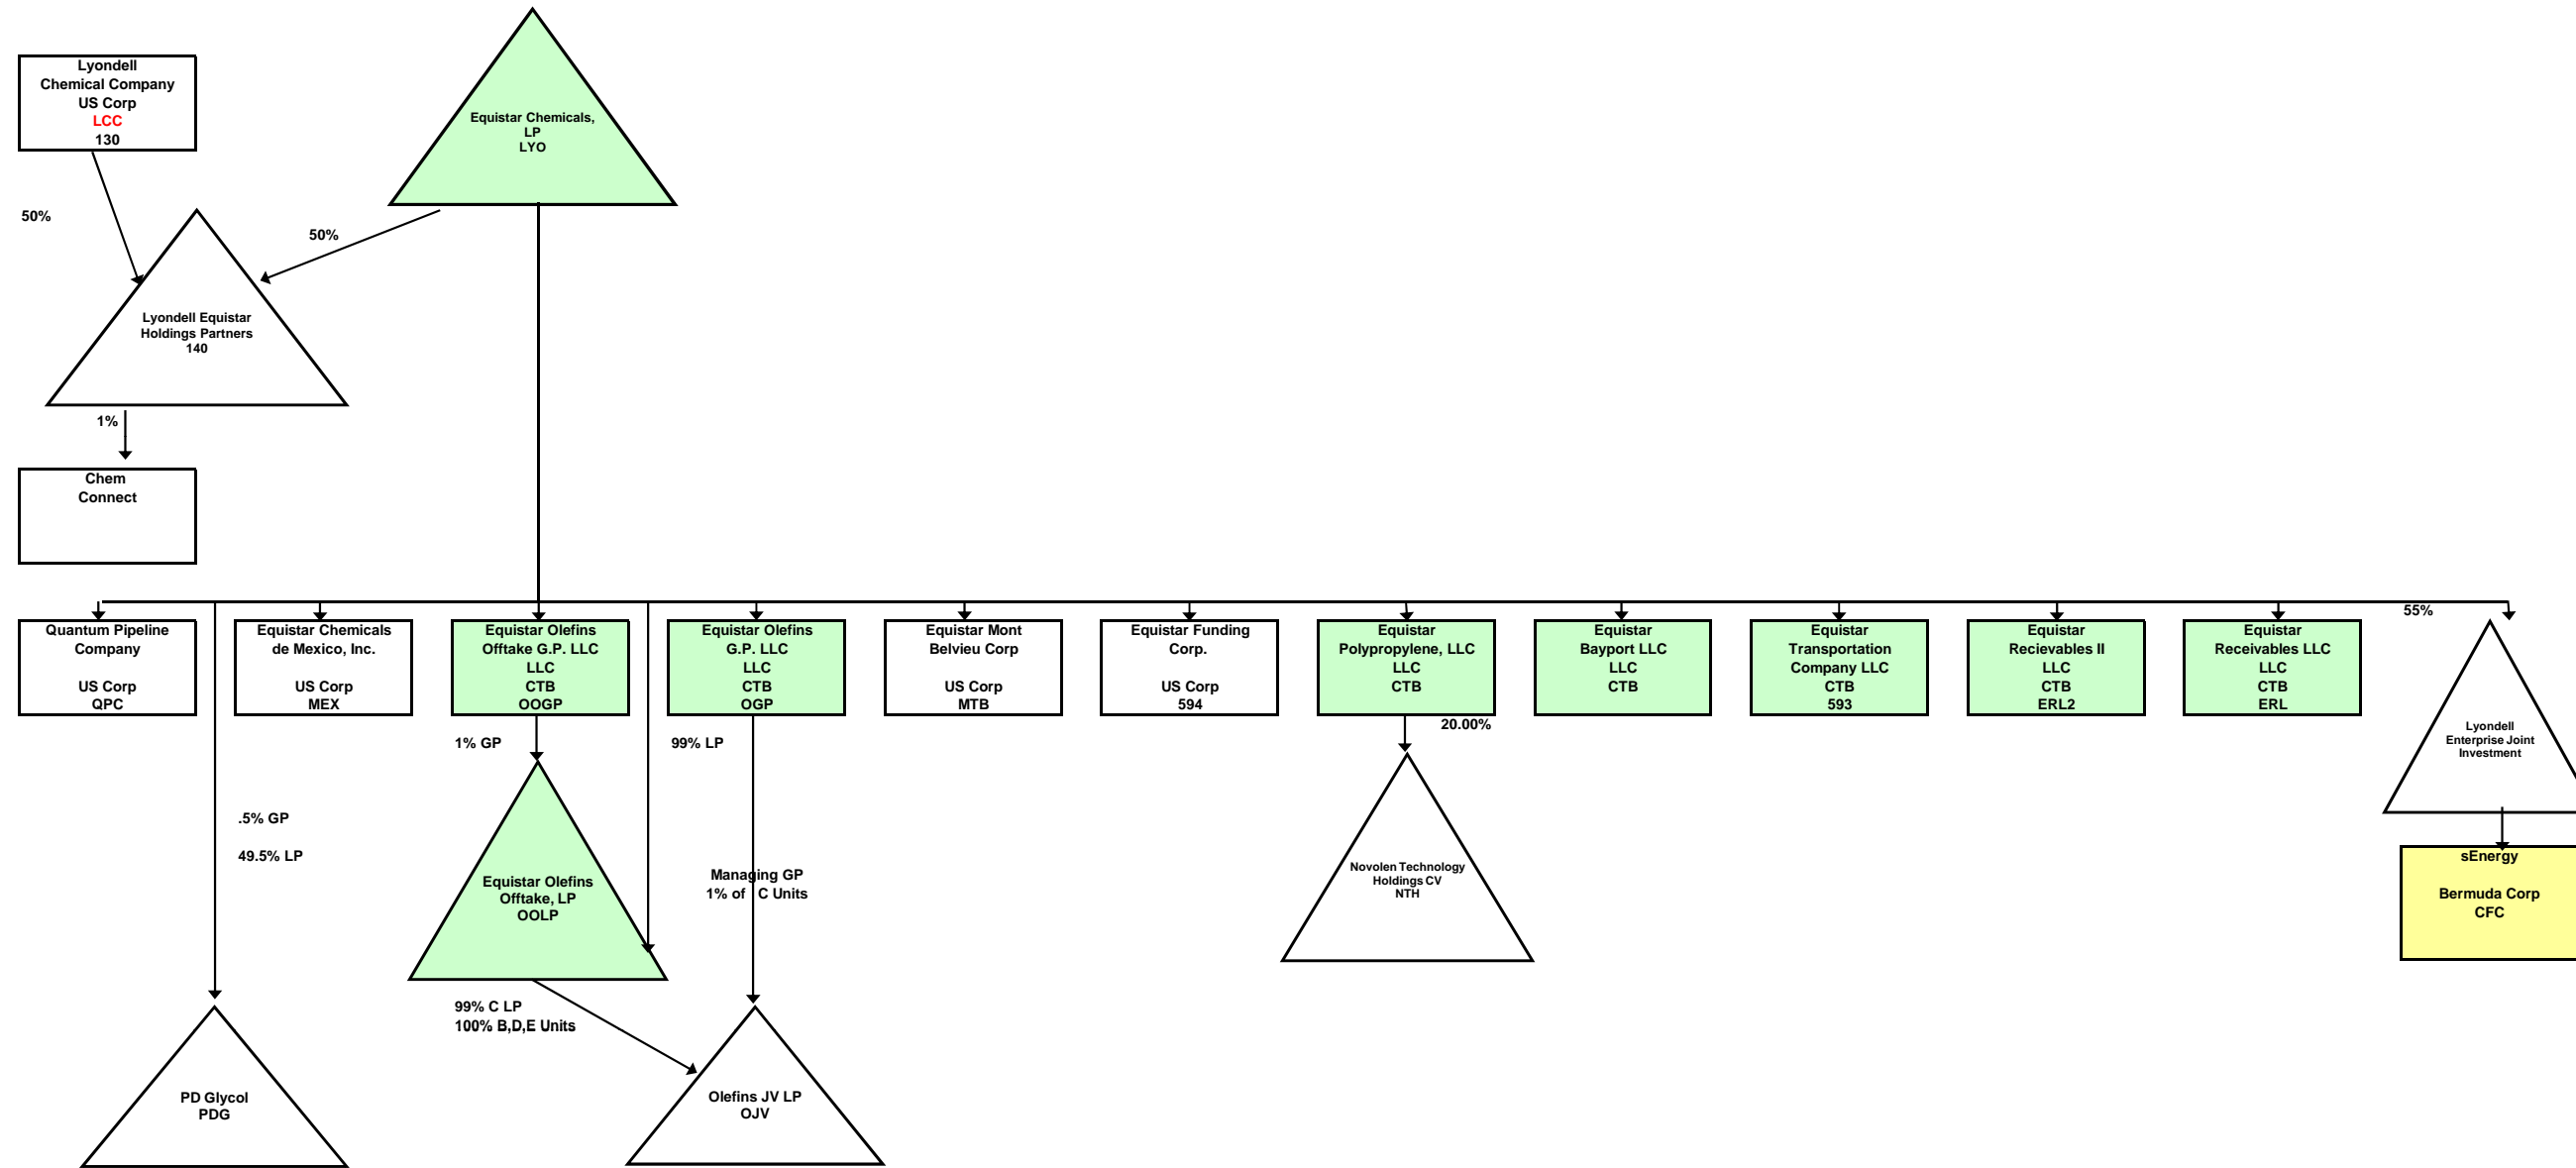 Lyondell
Chemical Company
US Corp
LCC
130
Equistar Chemicals,
LP
LYO
50%
50%
Lyondell Equistar
Holdings Partners
140
1%
Chem
Connect
55%
Quantum Pipeline
Company
US Corp
QPC
Equistar Chemicals
de Mexico, Inc.
US Corp
MEX
Equistar Olefins
Offtake G.P. LLC
LLC
CTB
OOGP
Equistar Olefins
G.P. LLC
LLC
CTB
OGP
Equistar Mont
Belvieu Corp
US Corp
MTB
Equistar Funding
Corp.
US Corp
594
Equistar
Polypropylene, LLC
LLC
CTB
Equistar
Bayport LLC
LLC
CTB
Equistar
Transportation
Company LLC
CTB
593
Equistar
Recievables II
LLC
CTB
ERL2
Equistar
Receivables LLC
LLC
CTB
ERL
Lyondell
Enterprise Joint
Investment
1% GP
99% LP
20.00%
.5% GP
49.5% LP
Equistar Olefins
Offtake, LP
OOLP
Managing GP
1% of C Units
Novolen Technology
Holdings CV
NTH
sEnergy
Bermuda Corp
CFC
99% C LP
100% B,D,E Units
PD Glycol
PDG
Olefins JV LP
OJV